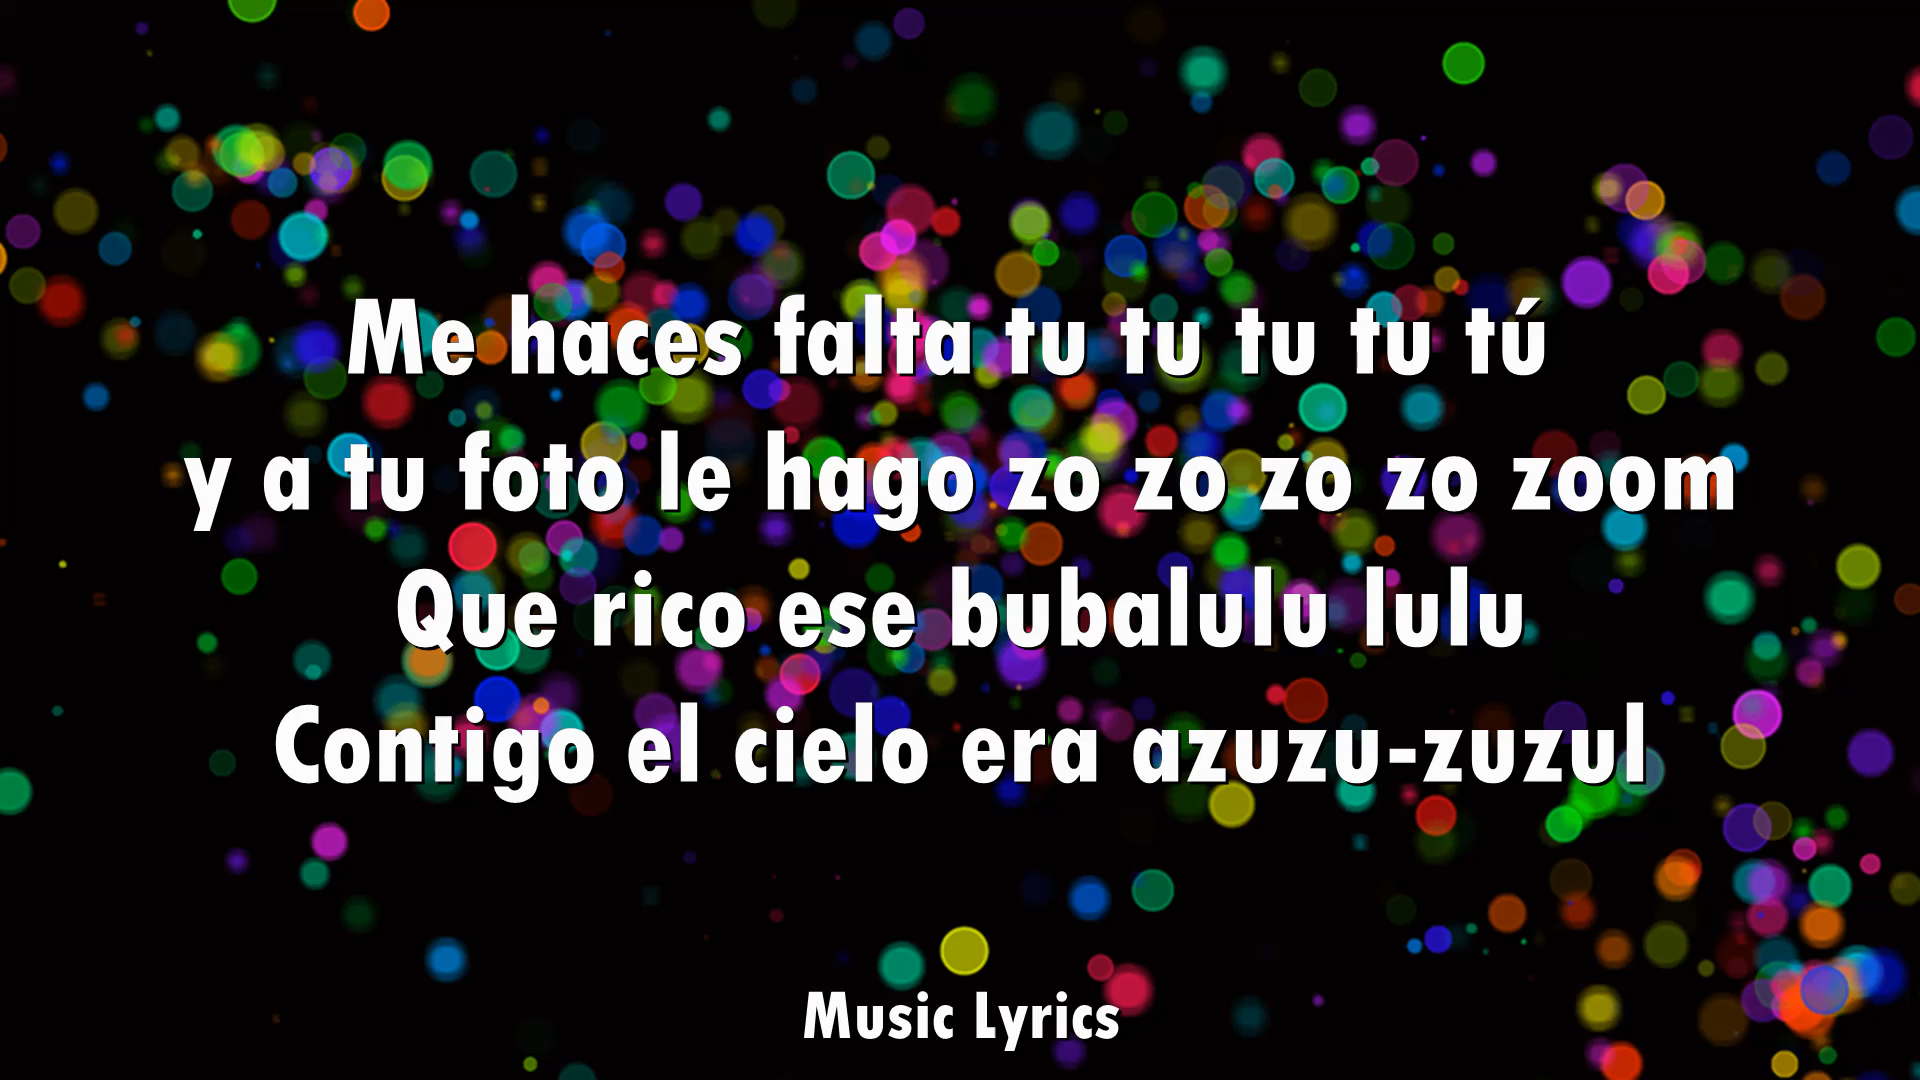 Me haces falta tu tu tu tu tú
y a tu foto le hago zo zo zo zo zoom
Que rico ese bubalulu lulu
Contigo el cielo era azuzu-zuzul
Music Lyrics